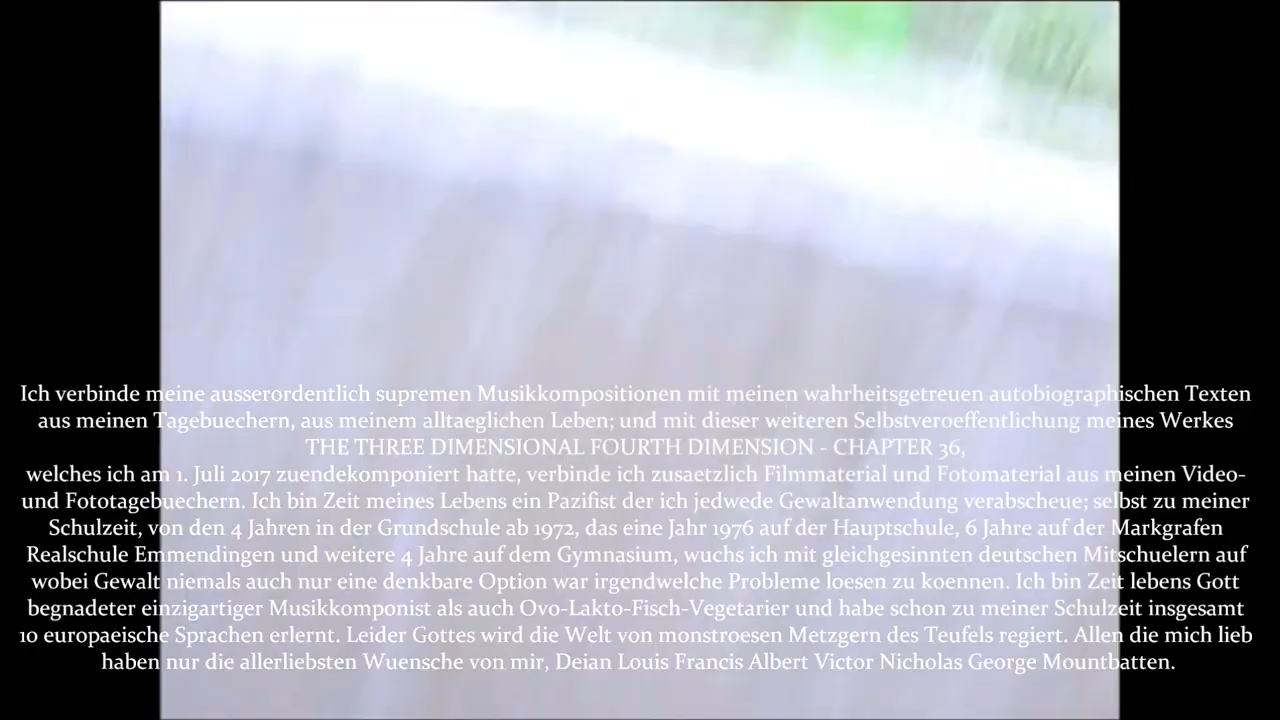 Ich verbinde meine ausserordentlich supremen Musikkompositionen mit meinen wahrheitsgetreuen autobiographischen Texten
aus meinen Tagebuechern, aus meinem alltaeglichen Leben; und mit dieser weiteren Selbstveroeffentlichung meines Werkes
THE THREE DIMENSIONAL FOURTH DIMENSION - CHAPTER 36,
welches ich am 1. Juli 2017 zuendekomponiert hatte, verbinde ich zusaetzlich Filmmaterial und Fotomaterial aus meinen Video-
und Fototagebuechern. Ich bin Zeit meines Lebens ein Pazifist der ich jedwede Gewaltanwendung verabscheue; selbst zu meiner
Schulzeit, von den 4 Jahren in der Grundschule ab 1972, das eine Jahr 1976 auf der Hauptschule, 6 Jahre auf der Markgrafen
Realschule Emmendingen und weitere 4 Jahre auf dem Gymnasium, wuchs ich mit gleichgesinnten deutschen Mitschuelern auf
wobei Gewalt niemals auch nur eine denkbare Option war irgendwelche Probleme loesen zu koennen. Ich bin Zeit lebens Gott
begnadeter einzigartiger Musikkomponist als auch Ovo-Lakto-Fisch-Vegetarier und habe schon zu meiner Schulzeit insgesamt
10 europaeische Sprachen erlernt. Leider Gottes wird die Welt von monstroesen Metzgern des Teufels regiert. Allen die mich lieb
haben nur die allerliebsten Wuensche von mir, Deian Louis Francis Albert Victor Nicholas George Mountbatten.